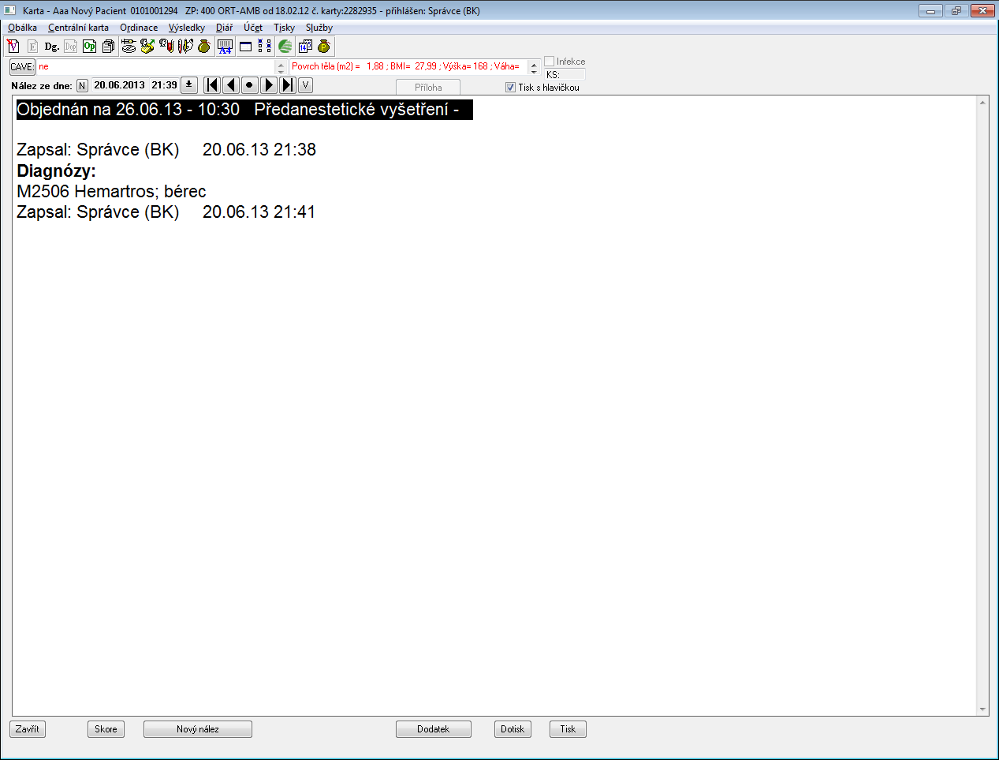 Karta - Aaa Nový Pacient 0101001294 ZP: 400 ORT-AMB od 18.02.12 č. karty:2282935 - přihlášen: Správce (BK)
Obálka Centrální karta Ordinace Výsledky Diář Účet Tisky Služby
V E Dg. Dop Op A4 14 P
CAVE: ne Povrch těla (m2) = 1,88 ; BMI= 27,99 ; Výška= 168 ; Váha= Infekce
KS:
Nález ze dne: N 20.06.2013 21:39 V Příloha Tisk s hlavičkou
Objednán na 26.06.13 - 10:30 Předanestetické vyšetření -
Zapsal: Správce (BK) 20.06.13 21:38
Diagnózy:
M2506 Hemartros; bérec
Zapsal: Správce (BK) 20.06.13 21:41
Zavřít Skore Nový nález Dodatek Dotisk Tisk